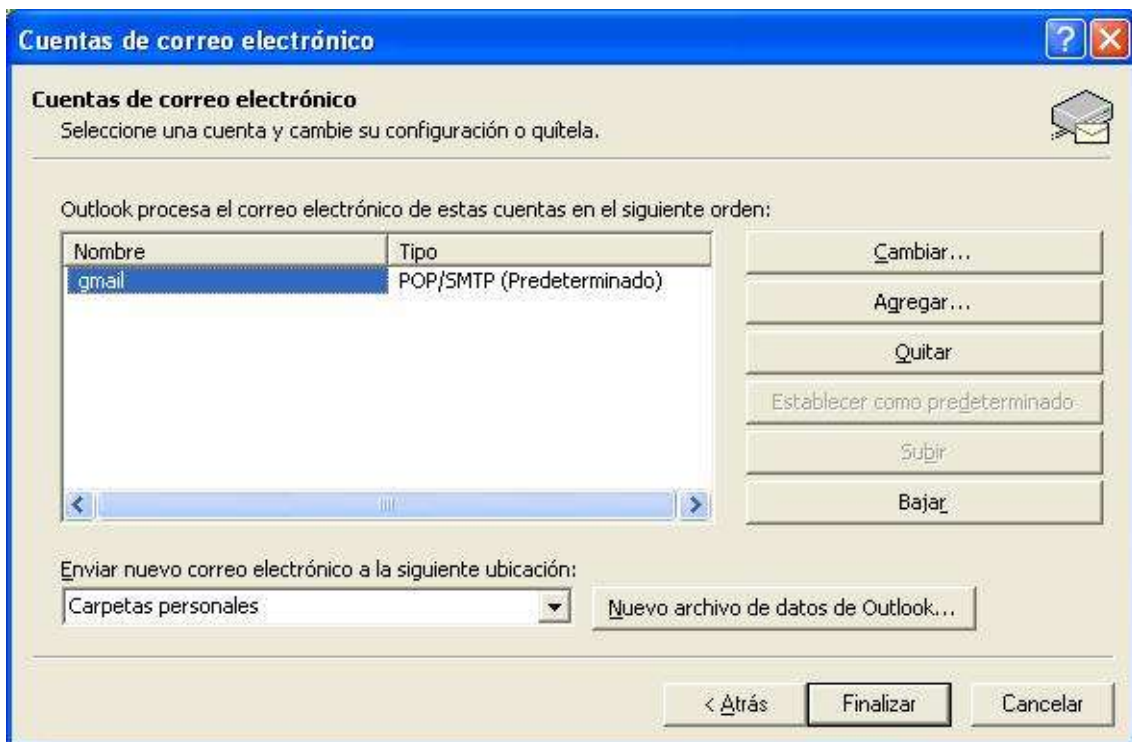 Cuentas de correo electrónico
Cuentas de correo electrónico
Seleccione una cuenta y cambie su configuración o quítela.
Outlook procesa el correo electrónico de estas cuentas en el siguiente orden:
Nombre Tipo
gmail POP/SMTP (Predeterminado)
Cambiar...
Agregar...
Quitar
Establecer como predeterminado
Subir
Bajar
Enviar nuevo correo electrónico a la siguiente ubicación:
Carpetas personales
Nuevo archivo de datos de Outlook...
< Atrás Finalizar Cancelar